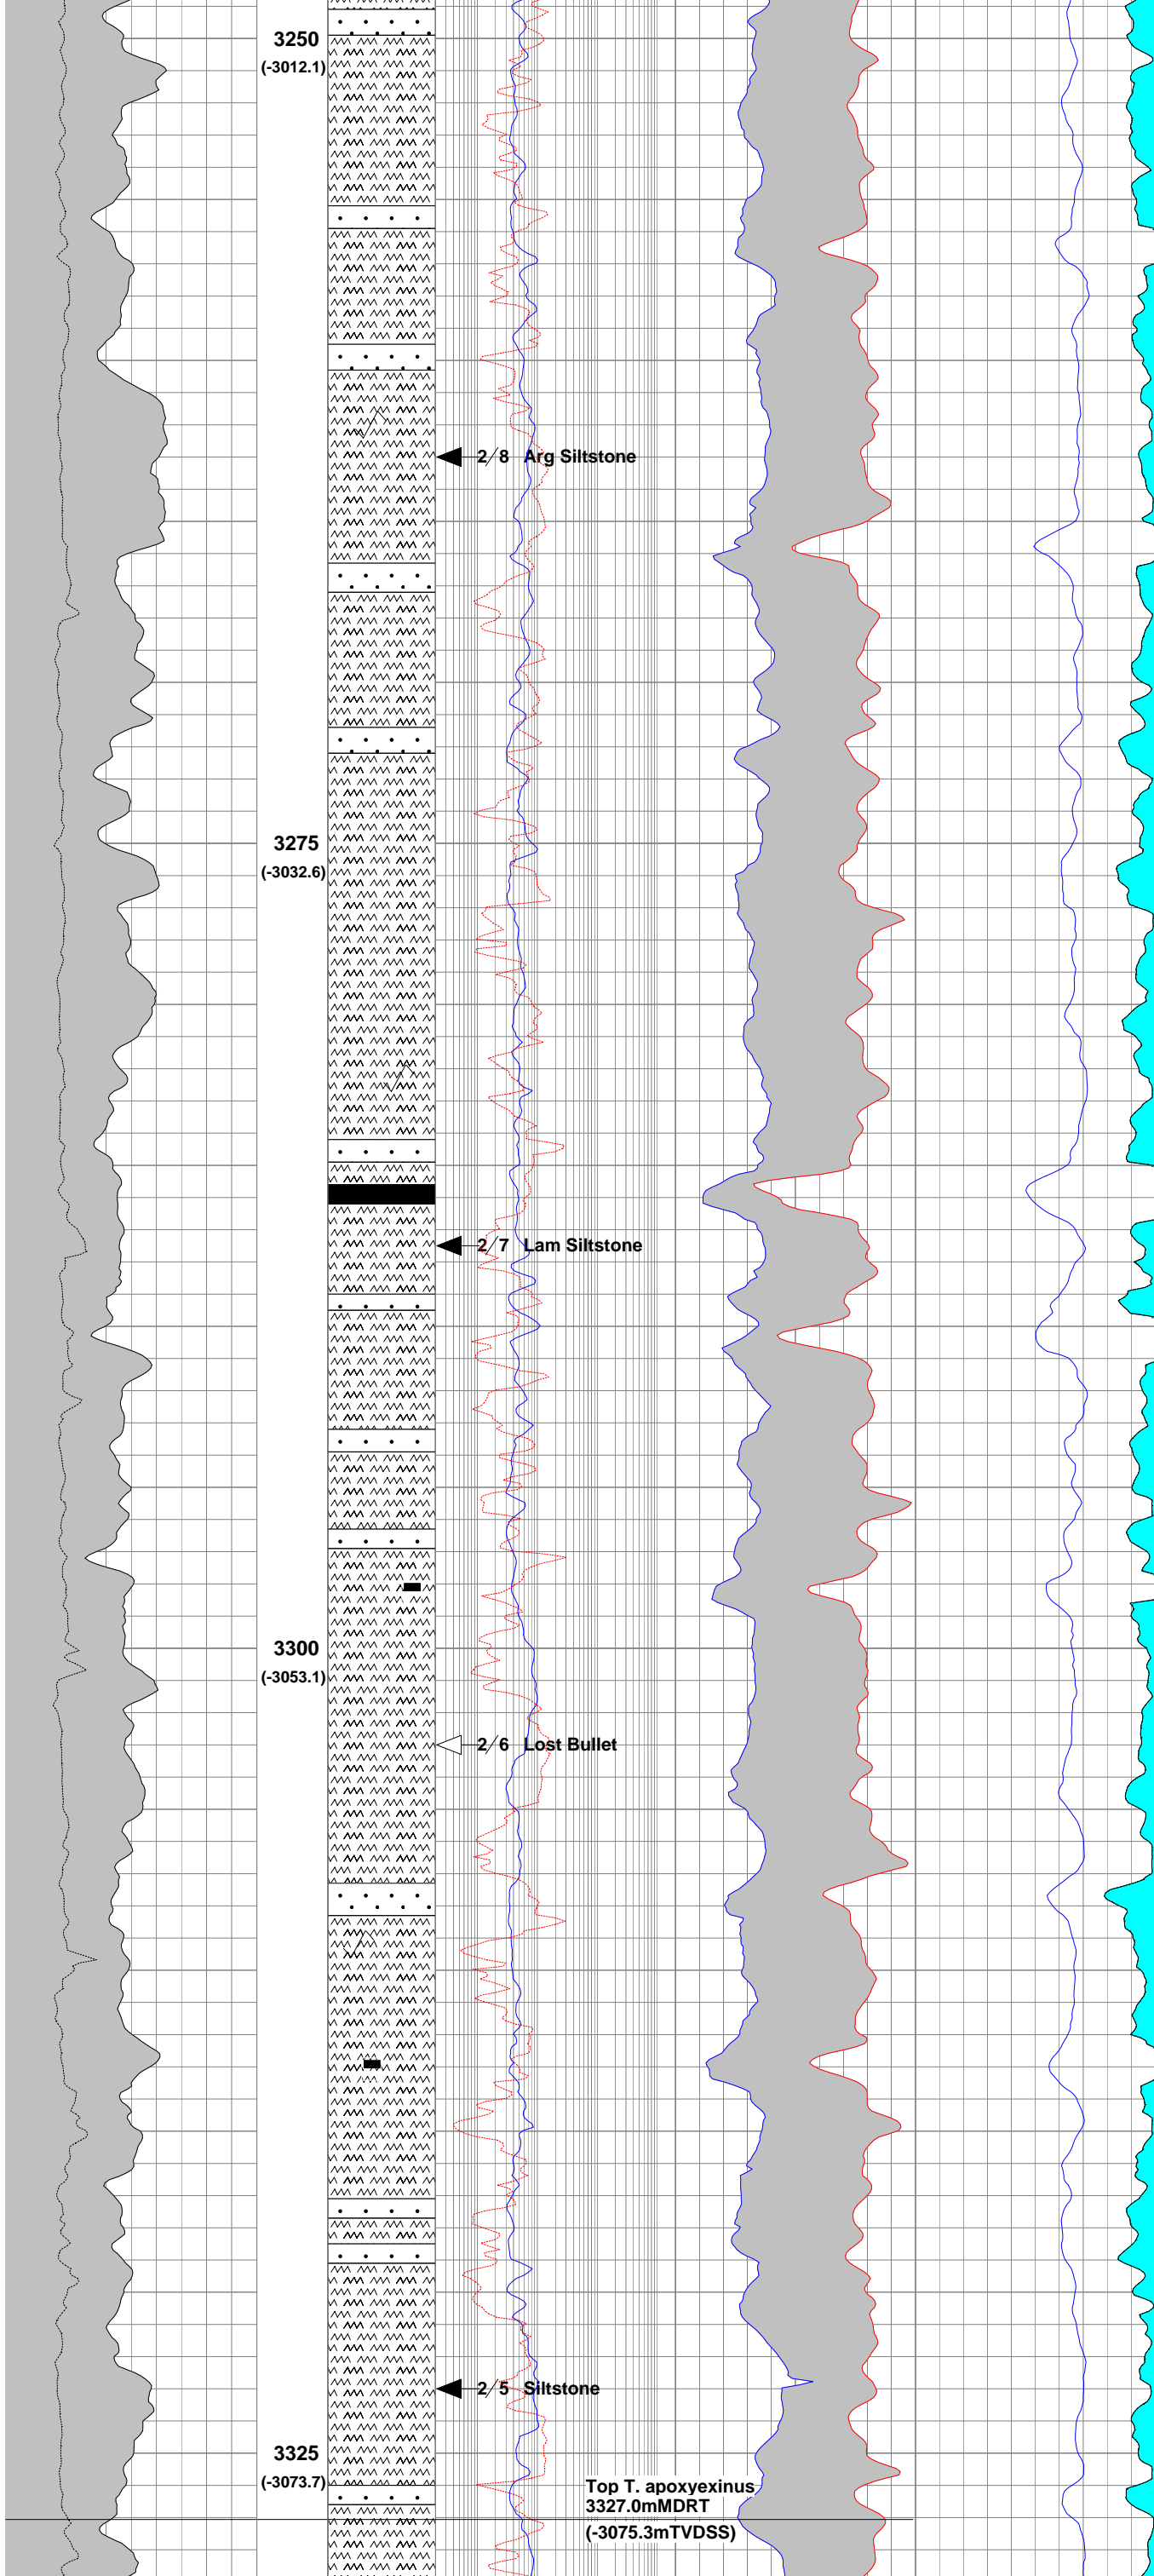 3250
(-3012.1)
2/8 Arg Siltstone
3275
(-3032.6)
2/7 Lam Siltstone
3300
(-3053.1)
2/6 Lost Bullet
2/5 Siltstone
3325
(-3073.7)
Top T. apoxyexinus
3327.0mMDRT
(-3075.3mTVDSS)